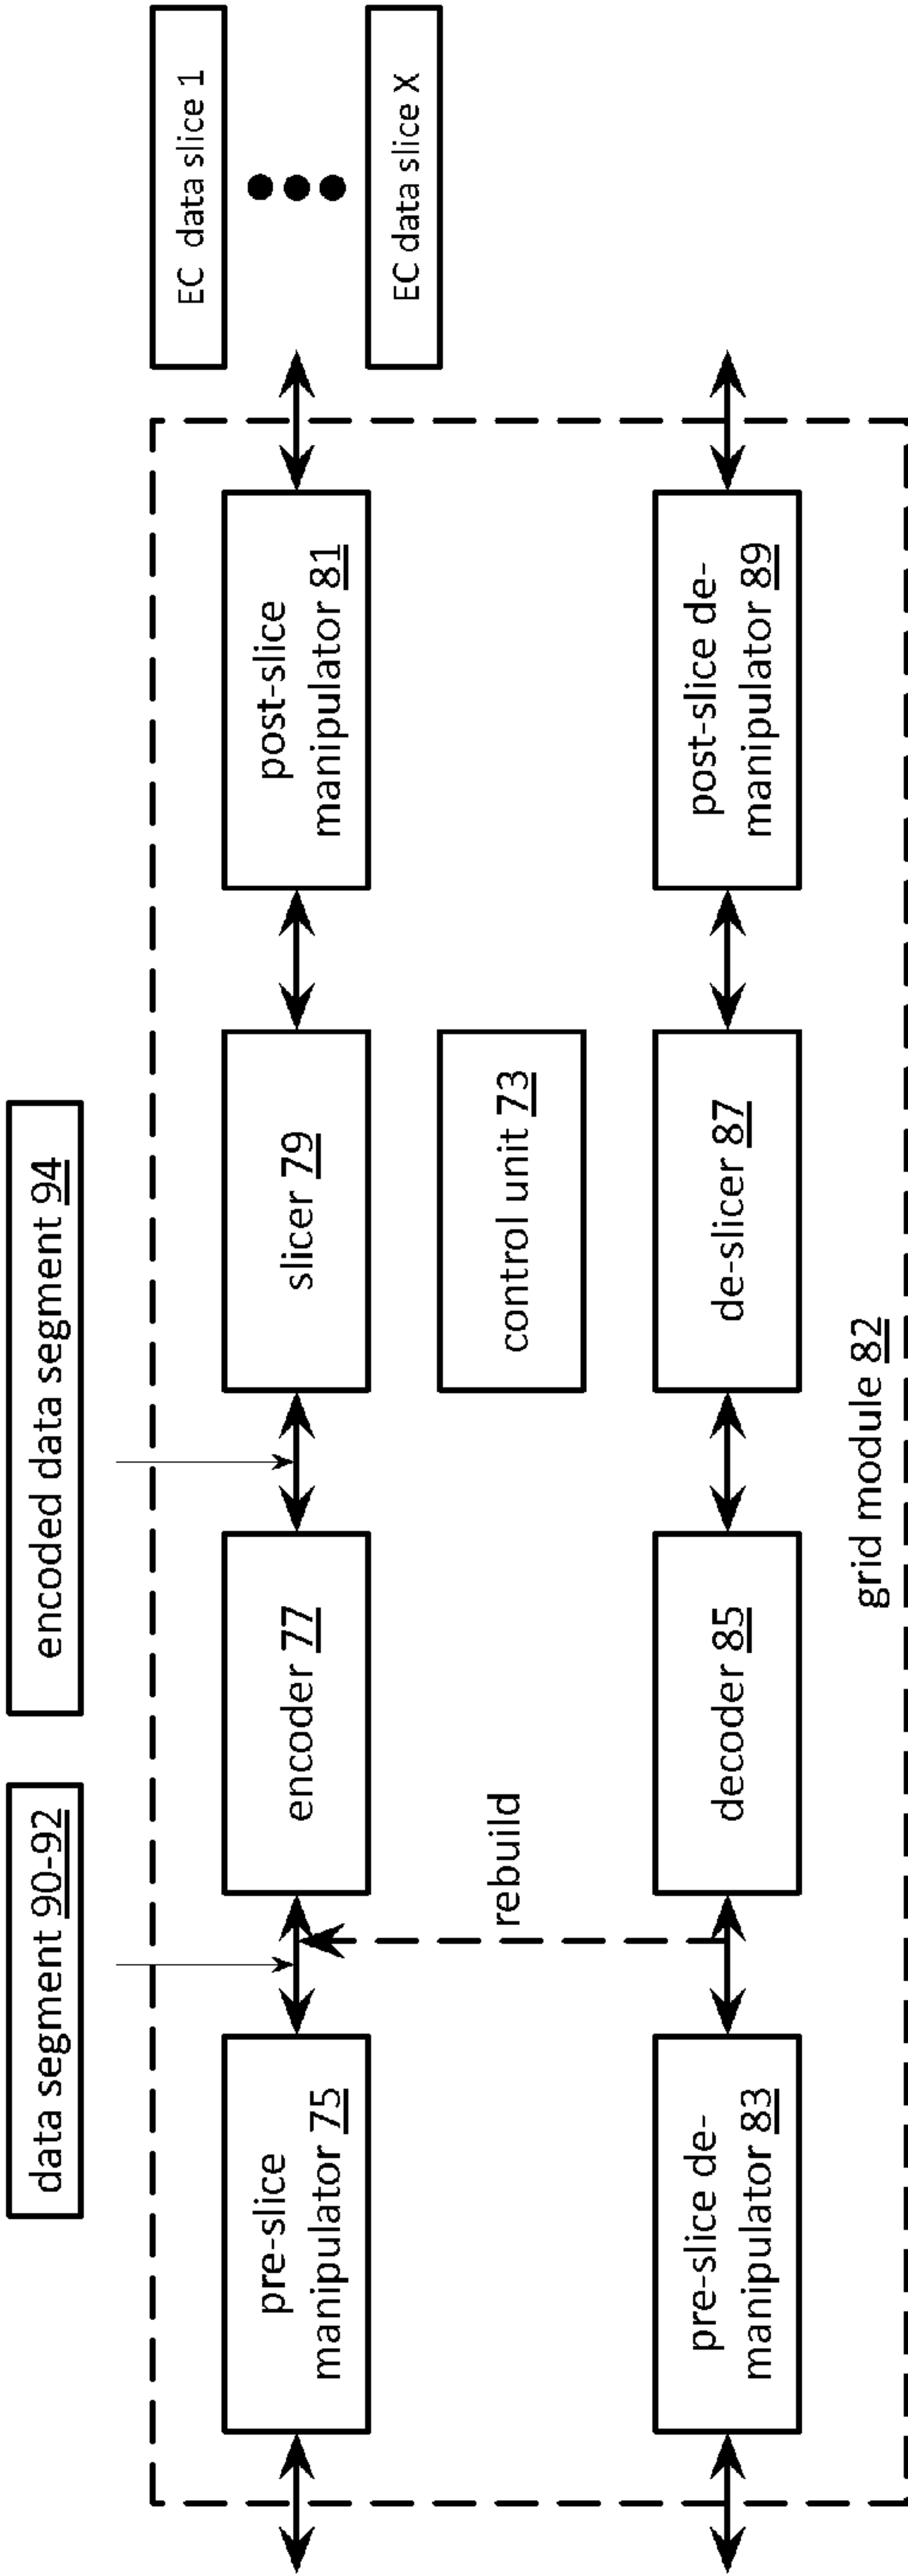 data segment 90-92
encoded data segment 94
pre-slice
manipulator 75
encoder 77
slicer 79
post-slice
manipulator 81
EC data slice 1
EC data slice X
rebuild
control unit 73
pre-slice de-
manipulator 83
decoder 85
de-slicer 87
post-slice de-
manipulator 89
grid module 82